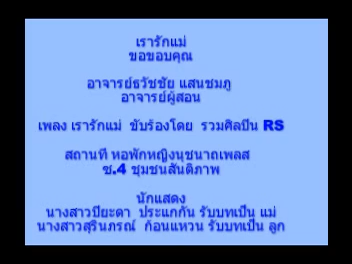 เรารักแม่
ขอขอบคุณ
อาจารย์ธวัชชัย แสนชมภู
อาจารย์ผู้สอน
เพลง เรารักแม่ ขับร้องโดย รวมศิลปิน RS
สถานที่ หอพักหญิงนุชนาถเพลส
ซ.4 ชุมชนสันติภาพ
นักแสดง
นางสาวปิยะดา ประแกกัน รับบทเป็น แม่
นางสาวสุรินภรณ์ ก้อนแหวน รับบทเป็น ลูก